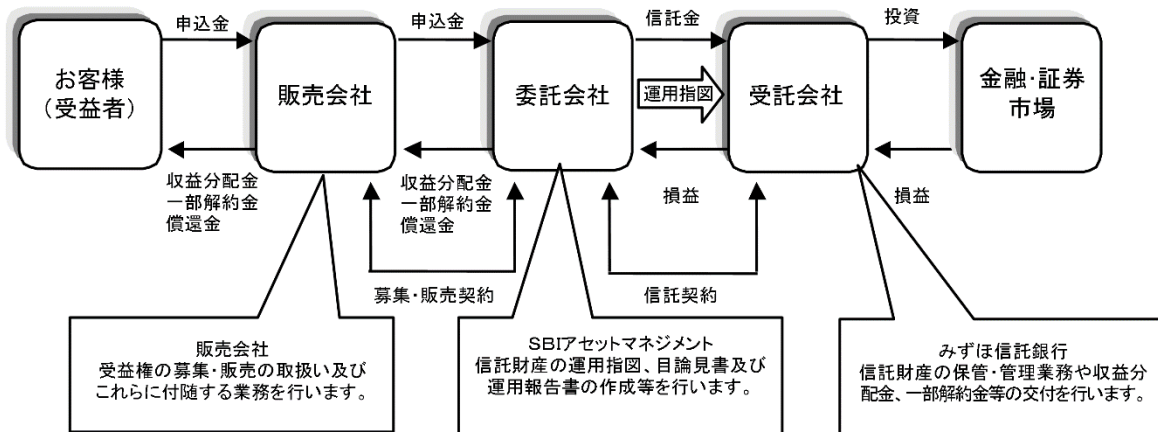 申込金
申込金
信託金
投資
お客様
（受益者）
販売会社
委託会社
運用指図
受託会社
金融・証券
市場
収益分配金
一部解約金
償還金
収益分配金
一部解約金
償還金
損益
損益
募集・販売契約
信託契約
販売会社
受益権の募集・販売の取扱い及び
これらに付随する業務を行います。
SBIアセットマネジメント
信託財産の運用指図、目論見書及び
運用報告書の作成等を行います。
みずほ信託銀行
信託財産の保管・管理業務や収益分
配金、一部解約金等の交付を行います。